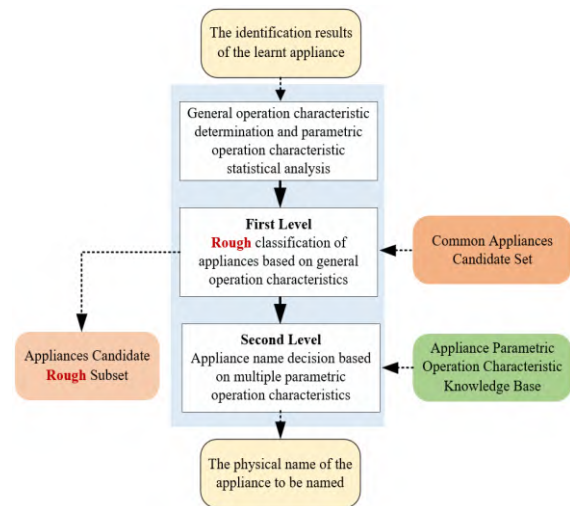 The identification results
of the learnt appliance
General operation characteristic
determination and parametric
operation characteristic
statistical analysis
First Level
Rough classification of
appliances based on general
operation characteristics
Common Appliances
Candidate Set
Appliances Candidate
Rough Subset
Second Level
Appliance name decision based
on multiple parametric
operation characteristics
Appliance Parametric
Operation Characteristic
Knowledge Base
The physical name of the
appliance to be named